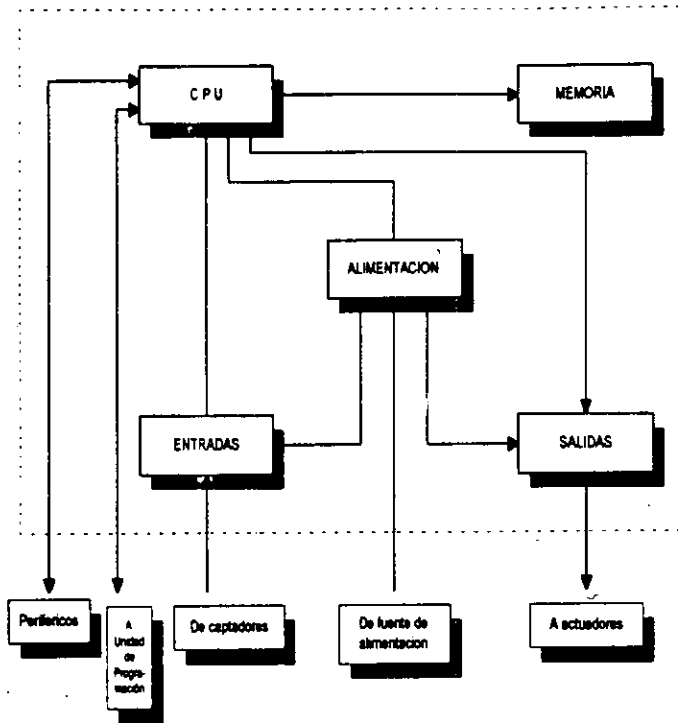 C P U
MEMORIA
ALIMENTACION
ENTRADAS
SALIDAS
Perifericos
A
Unidad
de
Progra-
mación
De captadores
De fuente de
alimentacion
A actuadores